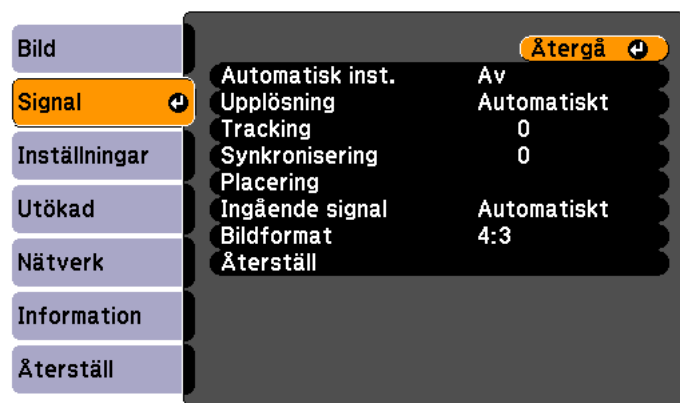 Bild
Signal
Inställningar
Utökad
Nätverk
Information
Återställ
Återgå
Automatisk inst. Av
Upplösning Automatiskt
Tracking 0
Synkronisering 0
Placering
Ingående signal Automatiskt
Bildformat 4:3
Återställ